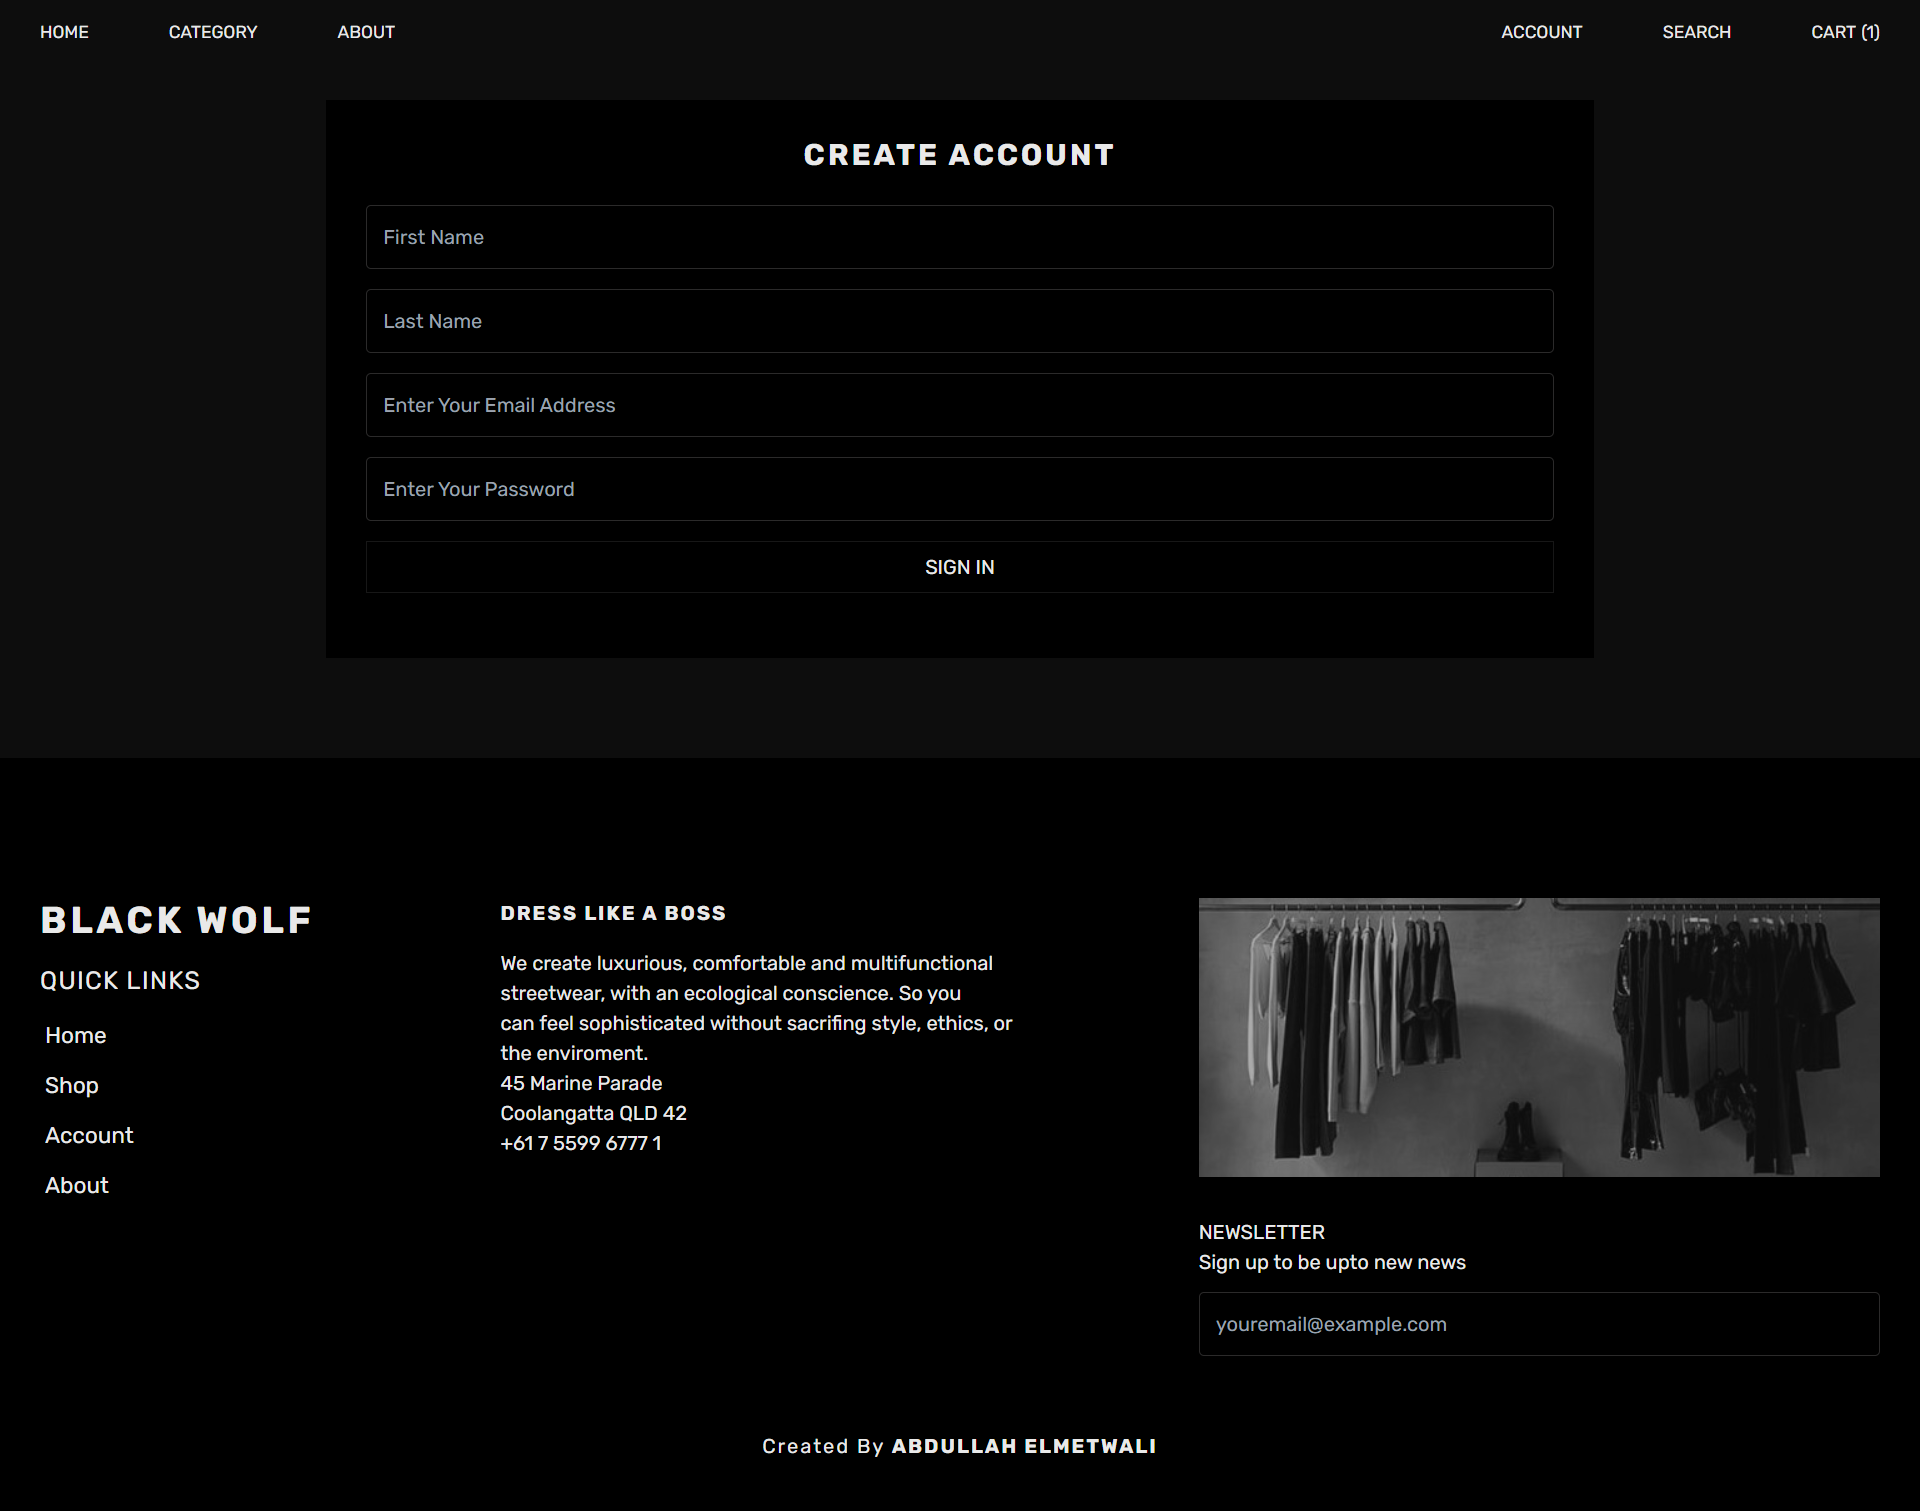 HOME
CATEGORY
ABOUT
ACCOUNT
SEARCH
CART (1)
CREATE ACCOUNT
First Name
Last Name
Enter Your Email Address
Enter Your Password
SIGN IN
BLACK WOLF
QUICK LINKS
Home
Shop
Account
About
DRESS LIKE A BOSS
We create luxurious, comfortable and multifunctional
streetwear, with an ecological conscience. So you
can feel sophisticated without sacrifing style, ethics, or
the enviroment.
45 Marine Parade
Coolangatta QLD 42
+61 7 5599 6777 1
NEWSLETTER
Sign up to be upto new news
youremail@example.com
Created By ABDULLAH ELMETWALI